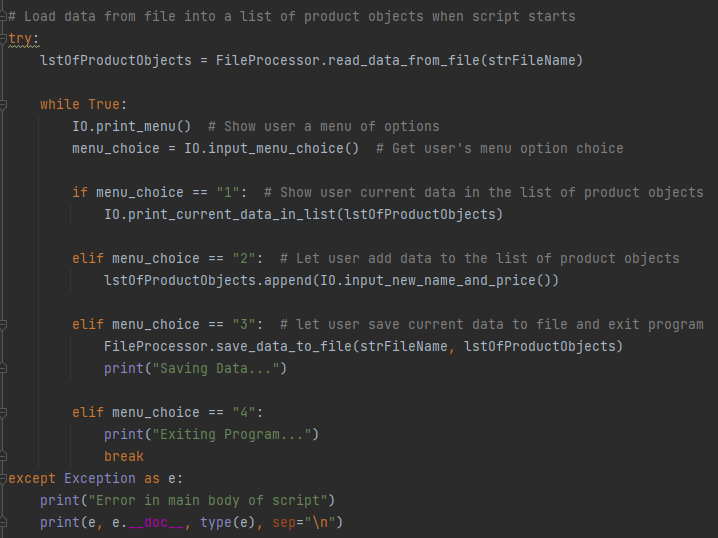 # Load data from file into a list of product objects when script starts
try:
    lstOfProductObjects = FileProcessor.read_data_from_file(strFileName)

    while True:
        IO.print_menu()  # Show user a menu of options
        menu_choice = IO.input_menu_choice()  # Get user's menu option choice

        if menu_choice == "1":  # Show user current data in the list of product objects
            IO.print_current_data_in_list(lstOfProductObjects)

        elif menu_choice == "2":  # Let user add data to the list of product objects
            lstOfProductObjects.append(IO.input_new_name_and_price())

        elif menu_choice == "3":  # let user save current data to file and exit program
            FileProcessor.save_data_to_file(strFileName, lstOfProductObjects)
            print("Saving Data...")

        elif menu_choice == "4":
            print("Exiting Program...")
            break
except Exception as e:
    print("Error in main body of script")
    print(e, e.__doc__, type(e), sep="\n")